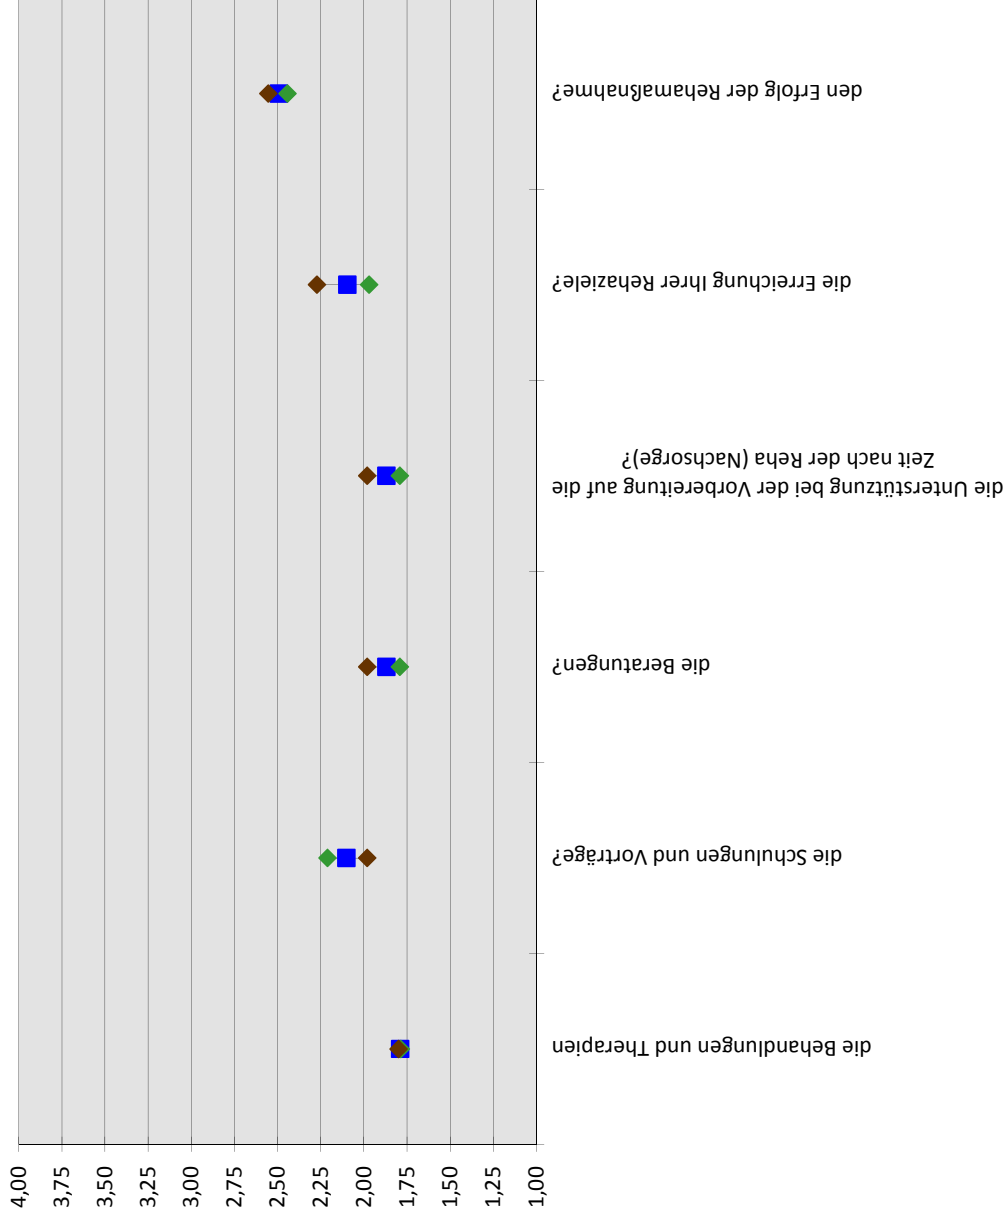 den Erfolg der Rehamaßnahme?
die Erreichung Ihrer Rehaziele?
die Unterstützung bei der Vorbereitung auf die
Zeit nach der Reha (Nachsorge)?
die Beratungen?
die Schulungen und Vorträge?
die Behandlungen und Therapien
4,00
3,75
3,50
3,25
3,00
2,75
2,50
2,25
2,00
1,75
1,50
1,25
1,00